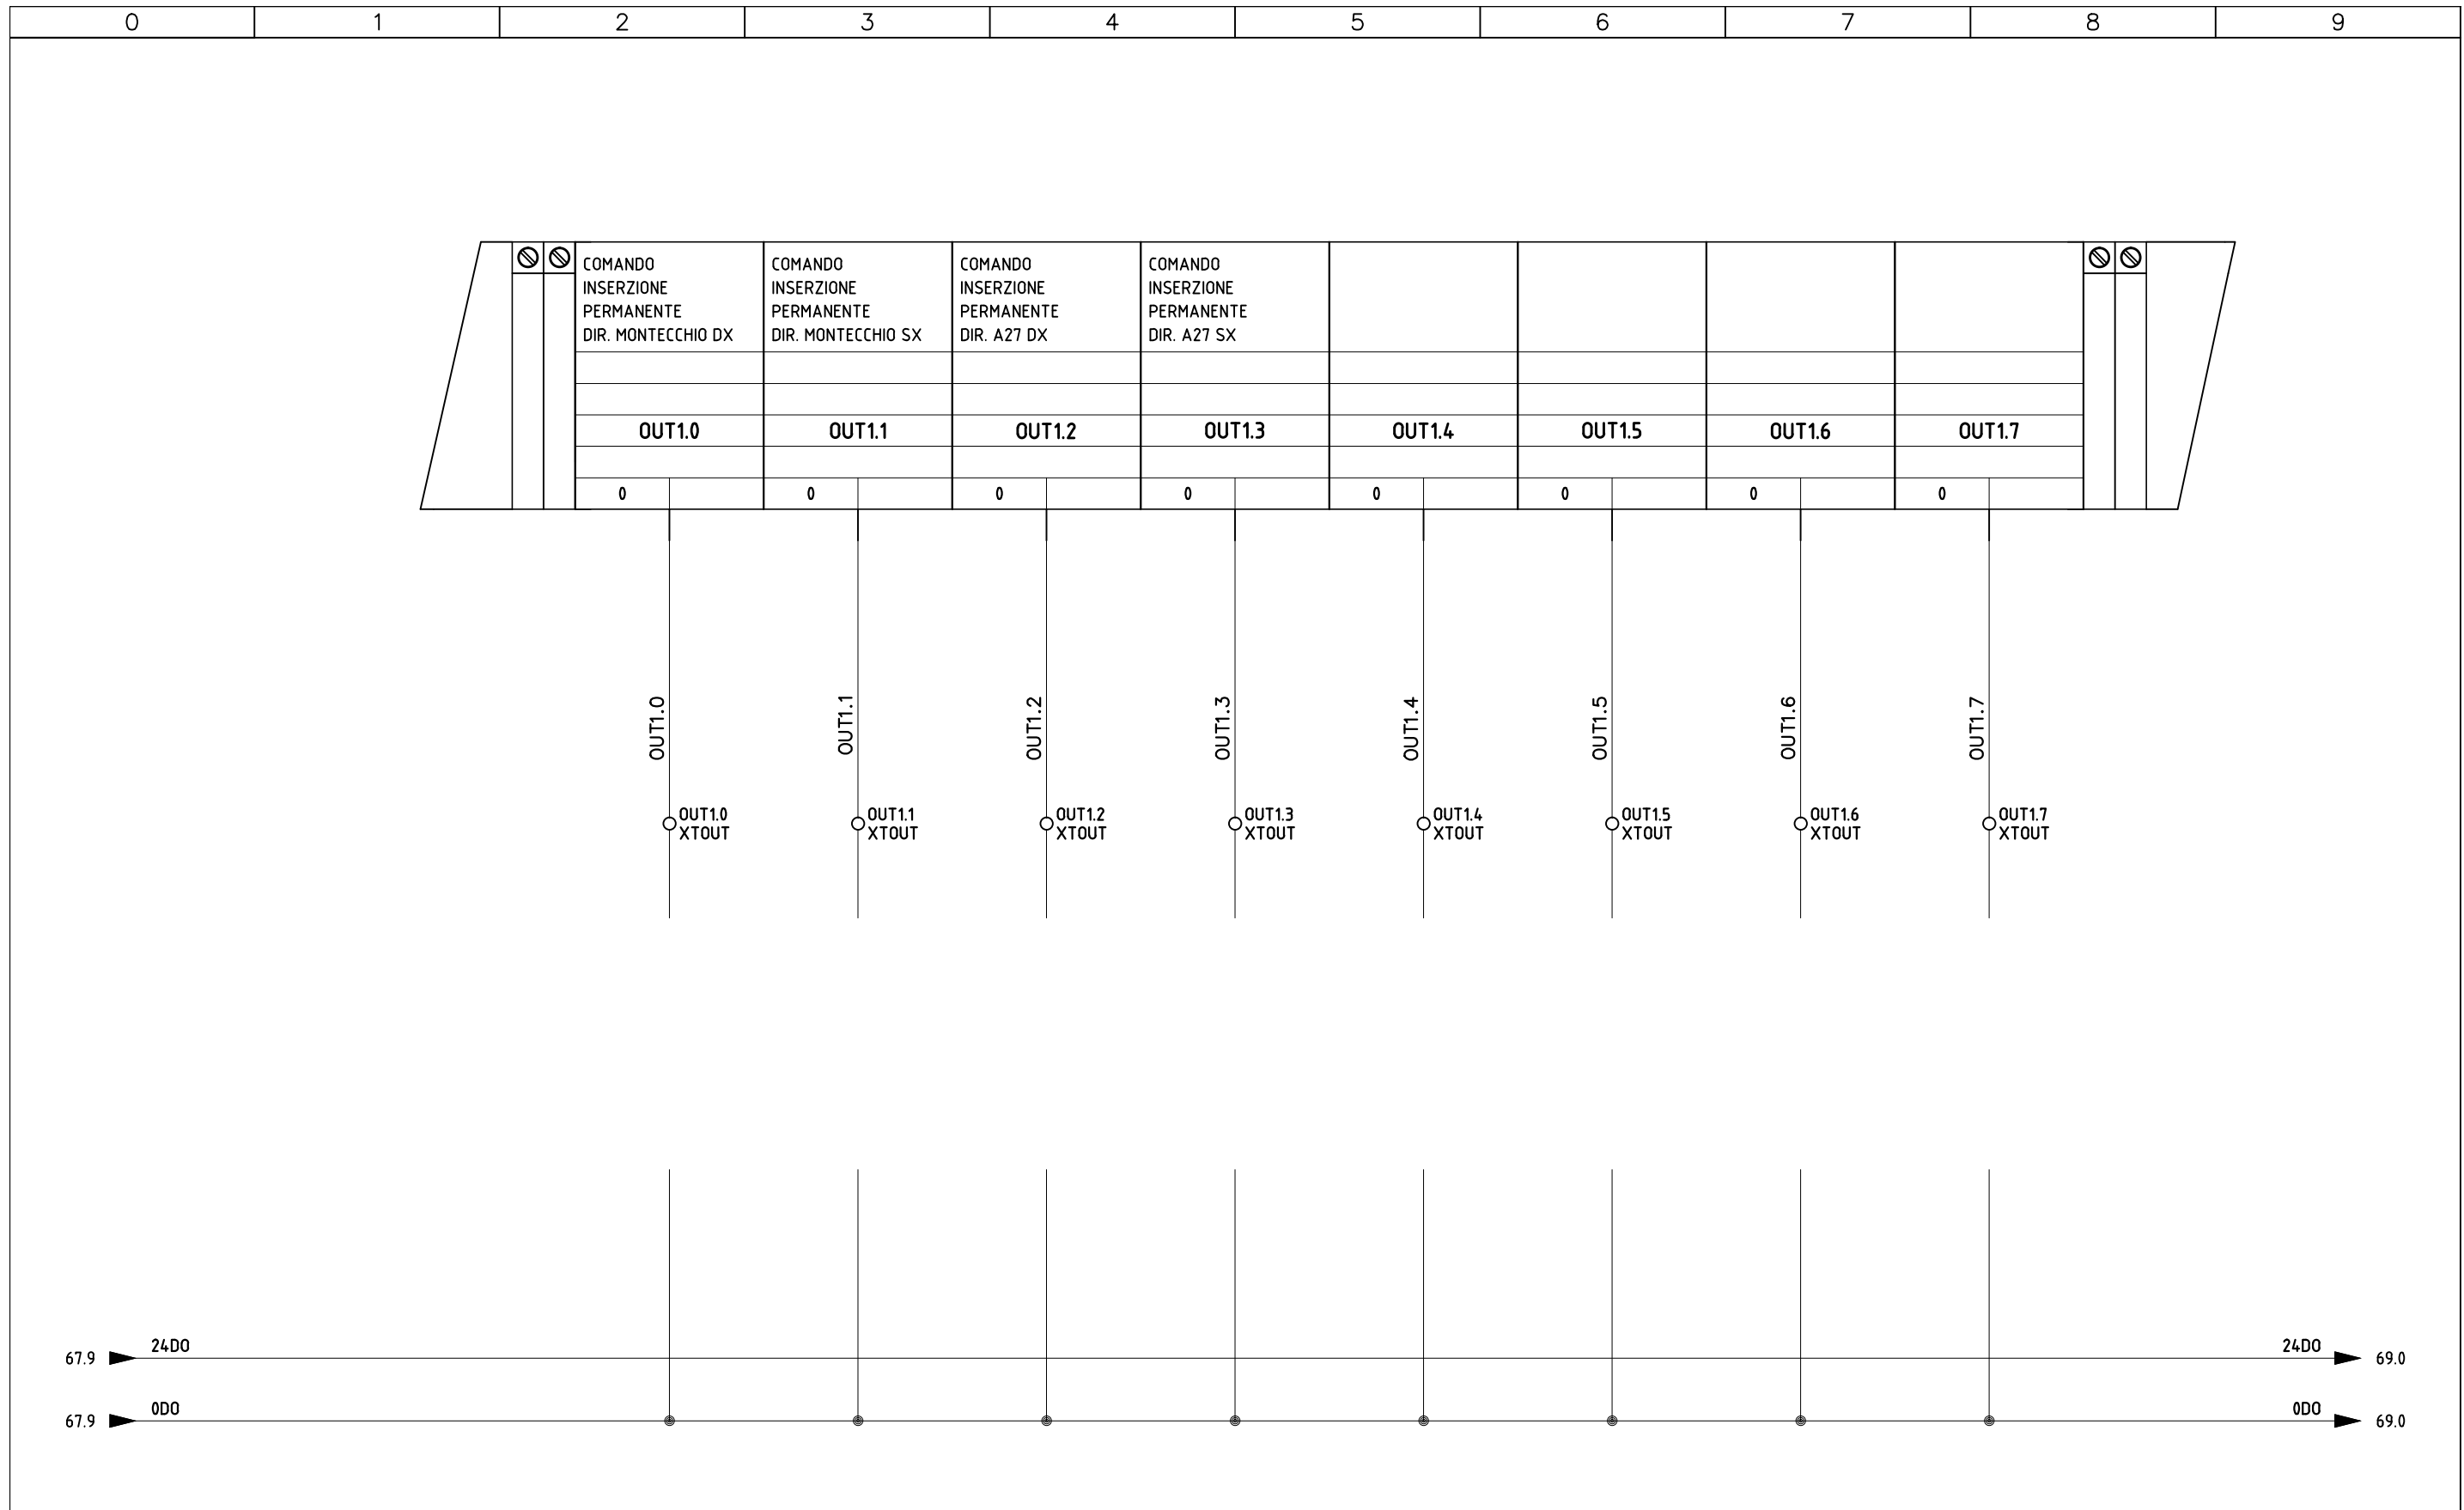 0 1 2 3 4 5 6 7 8 9
COMANDO
INSERZIONE
PERMANENTE
DIR. MONTECCHIO DX
COMANDO
INSERZIONE
PERMANENTE
DIR. MONTECCHIO SX
COMANDO
INSERZIONE
PERMANENTE
DIR. A27 DX
COMANDO
INSERZIONE
PERMANENTE
DIR. A27 SX
OUT1.0 OUT1.1 OUT1.2 OUT1.3 OUT1.4 OUT1.5 OUT1.6 OUT1.7
0 0 0 0 0 0 0 0
OUT1.0 OUT1.1 OUT1.2 OUT1.3 OUT1.4 OUT1.5 OUT1.6 OUT1.7
OUT1.0
XTOUT
OUT1.1
XTOUT
OUT1.2
XTOUT
OUT1.3
XTOUT
OUT1.4
XTOUT
OUT1.5
XTOUT
OUT1.6
XTOUT
OUT1.7
XTOUT
24DO 24DO
67.9 69.0
0DO 0DO
67.9 69.0